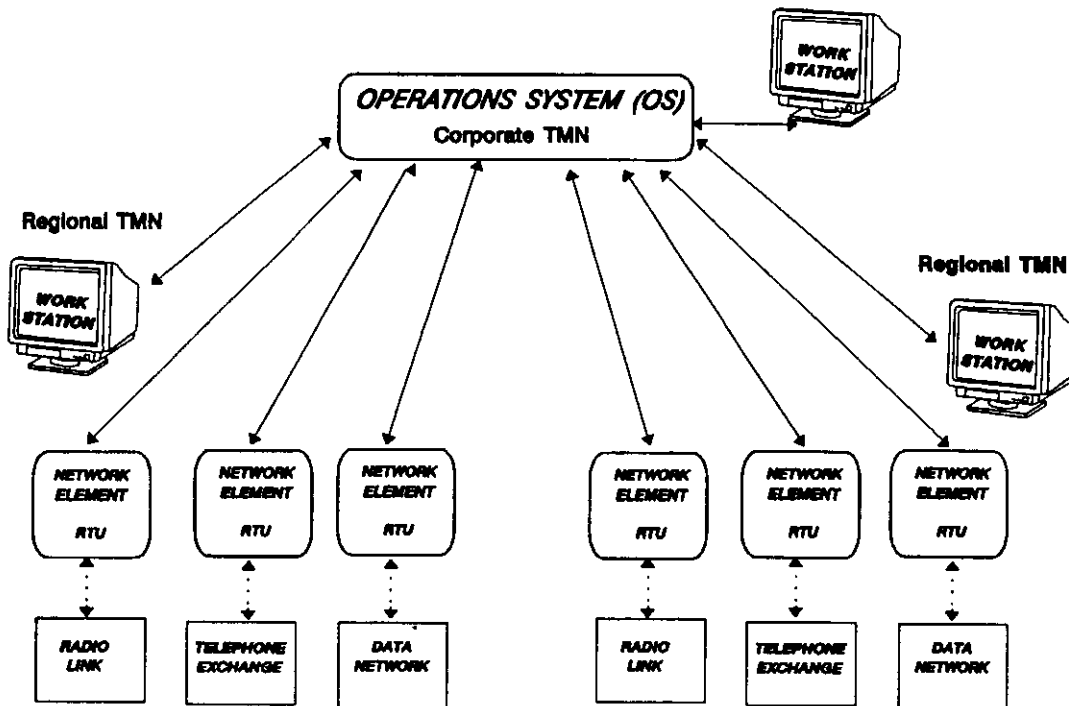 WORK
STATION
OPERATIONS SYSTEM (OS)
Corporate TMN
Regional TMN
WORK
STATION
Regional TMN
WORK
STATION
NETWORK
ELEMENT
RTU
NETWORK
ELEMENT
RTU
NETWORK
ELEMENT
RTU
NETWORK
ELEMENT
RTU
NETWORK
ELEMENT
RTU
NETWORK
ELEMENT
RTU
RADIO
LINK
TELEPHONE
EXCHANGE
DATA
NETWORK
RADIO
LINK
TELEPHONE
EXCHANGE
DATA
NETWORK